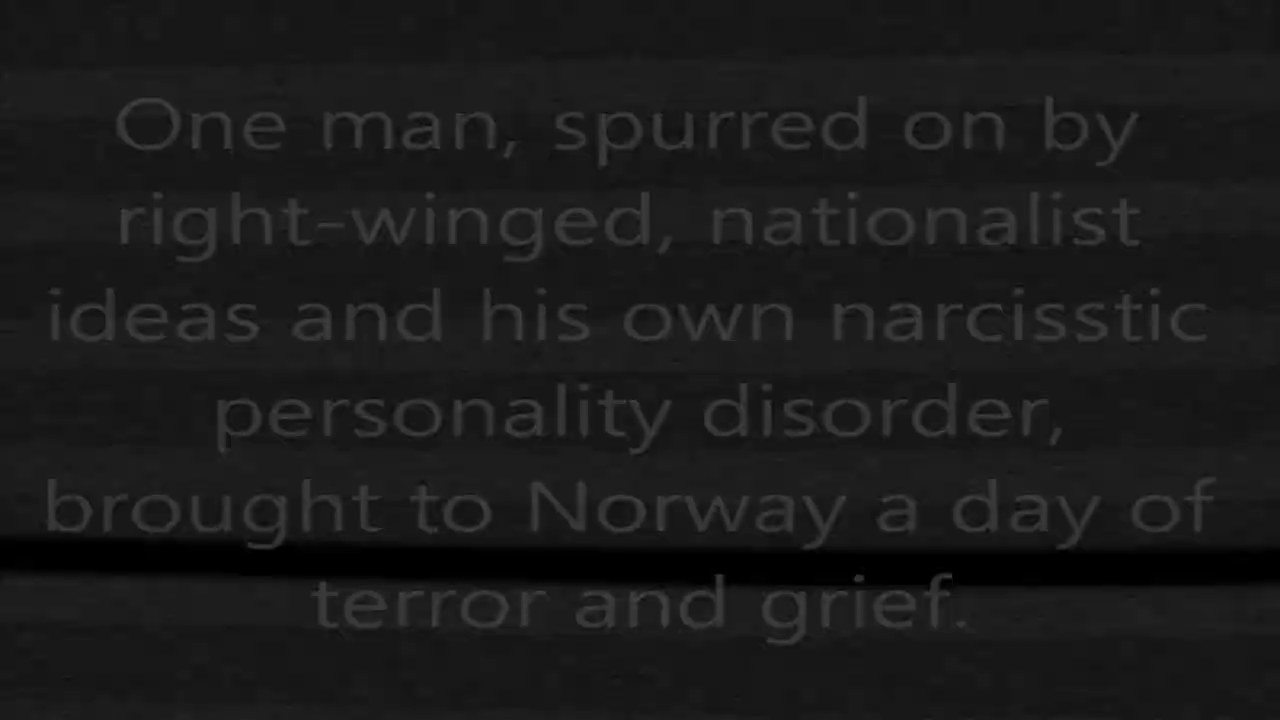 One man, spurred on by
right-winged, nationalist
ideas and his own narcisstic
personality disorder,
brought to Norway a day of
terror and grief.